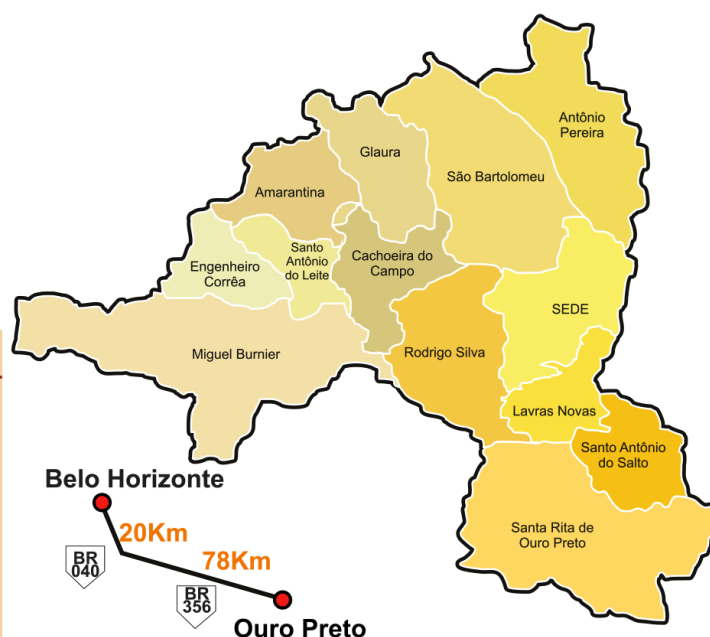 Antônio
Pereira
Glaura
São Bartolomeu
Amarantina
Santo
Antônio
do Leite
Cachoeira do
Campo
Engenheiro
Corrêa
SEDE
Miguel Burnier
Rodrigo Silva
Lavras Novas
Santo Antônio
do Salto
Santa Rita de
Ouro Preto
Belo Horizonte
20Km
78Km
BR
040
BR
356
Ouro Preto